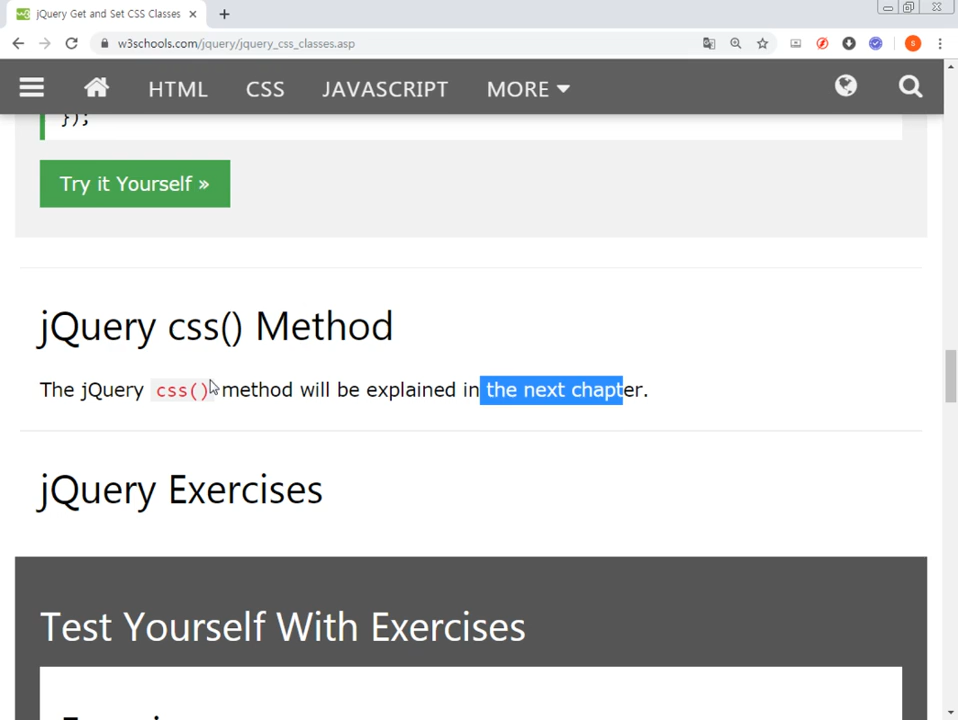 jQuery Get and Set CSS Classes
w3schools.com/jquery/jquery_css_classes.asp
S
HTML CSS JAVASCRIPT MORE
});
Try it Yourself »
jQuery css() Method
The jQuery css() method will be explained in the next chapter.
jQuery Exercises
Test Yourself With Exercises